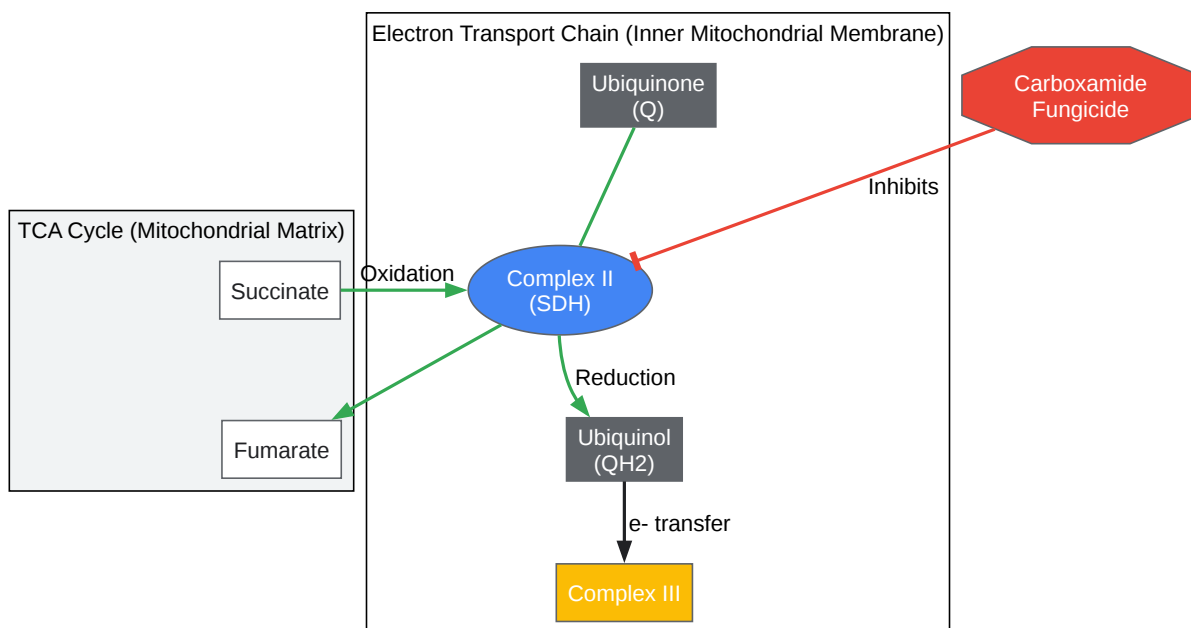 Electron Transport Chain (Inner Mitochondrial Membrane)
Ubiquinone
(Q)
Carboxamide
Fungicide
Inhibits
TCA Cycle (Mitochondrial Matrix)
Succinate
Oxidation
Complex II
(SDH)
Reduction
Fumarate
Ubiquinol
(QH2)
e- transfer
Complex III